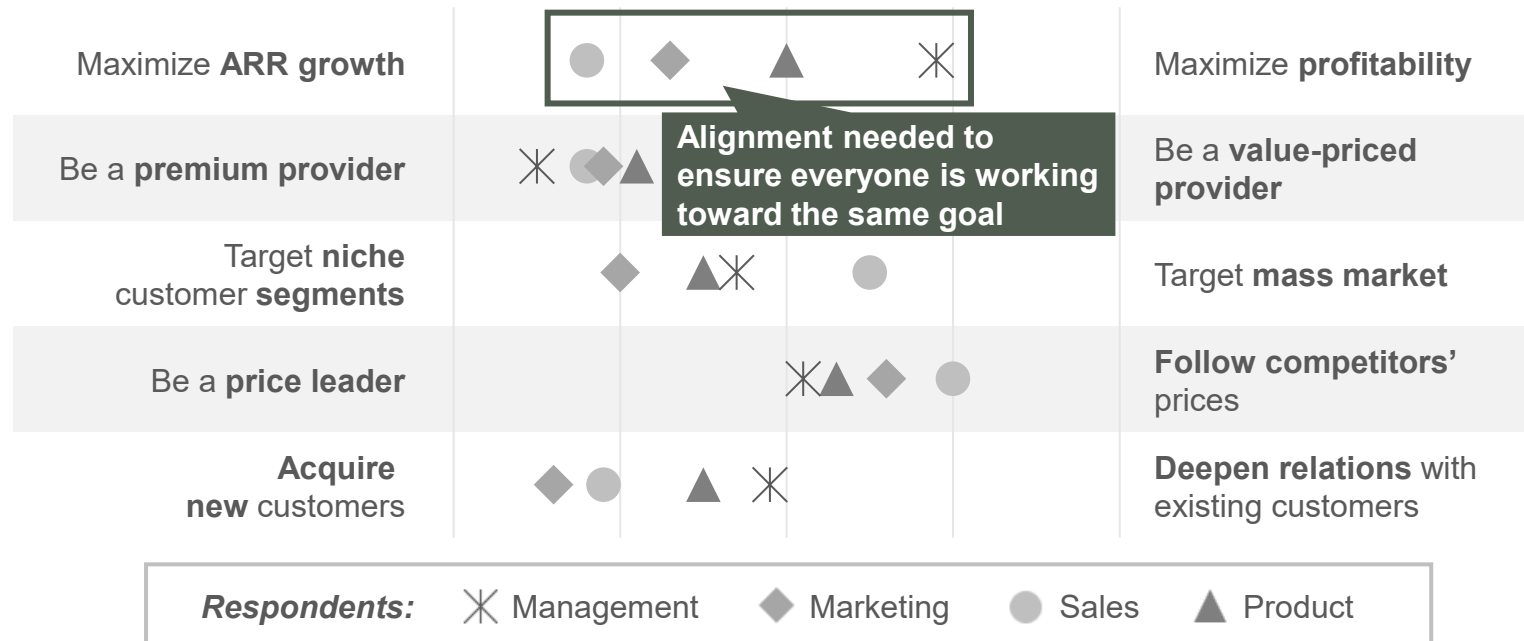 Maximize ARR growth
Maximize profitability
Alignment needed to
ensure everyone is working
toward the same goal
Be a premium provider
Be a value-priced
provider
Target niche
customer segments
Target mass market
Be a price leader
Follow competitors’
prices
Acquire
new customers
Deepen relations with
existing customers
Respondents: Management Marketing Sales Product